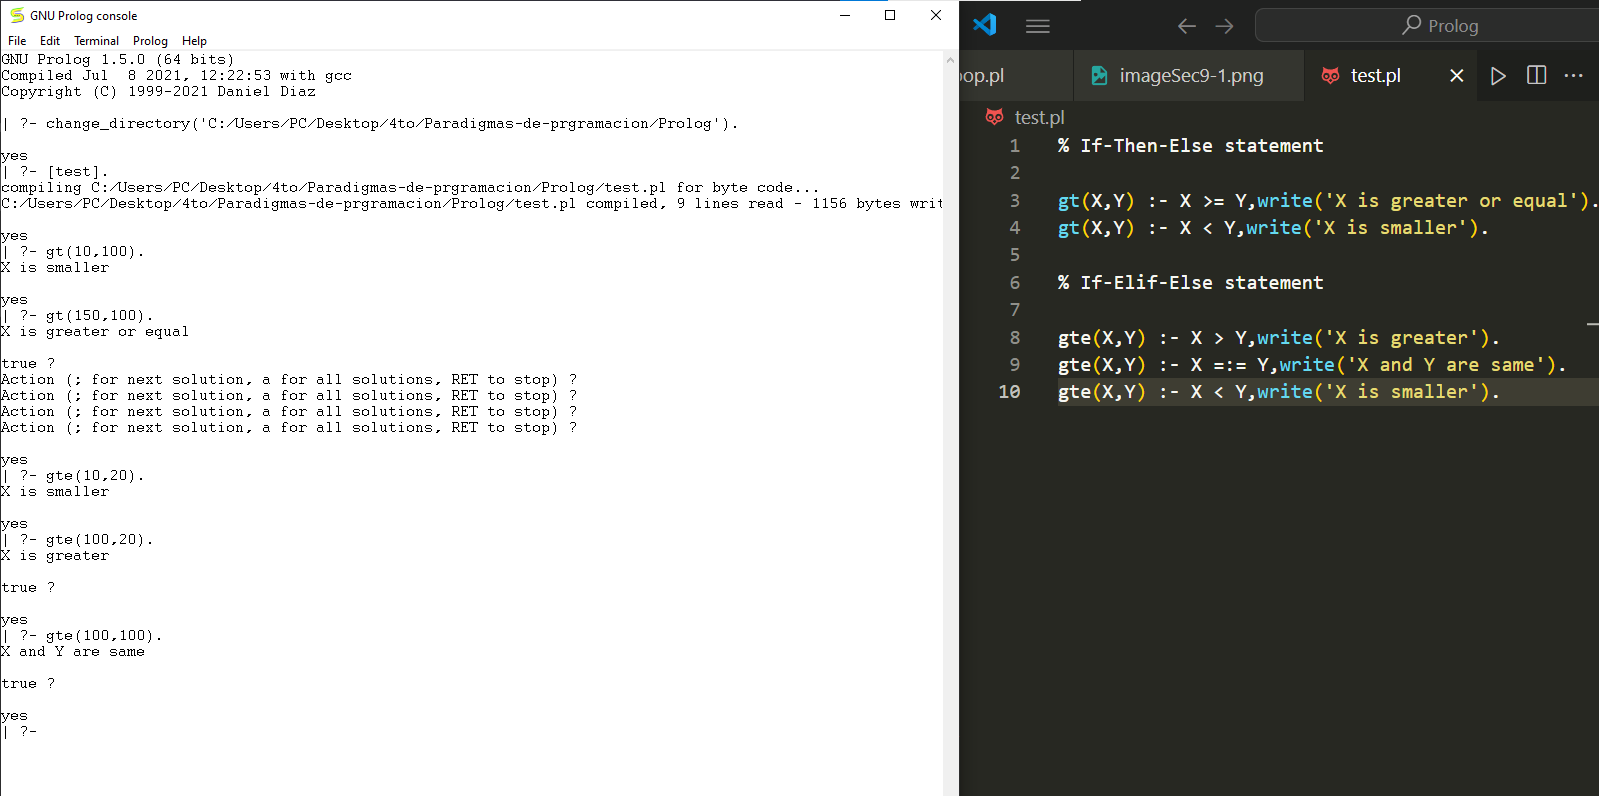 GNU Prolog console
File Edit Terminal Prolog Help
GNU Prolog 1.5.0 (64 bits)
Compiled Jul  8 2021, 12:22:53 with gcc
Copyright (C) 1999-2021 Daniel Diaz
| ?- change_directory('C:/Users/PC/Desktop/4to/Paradigmas-de-prgramacion/Prolog').
yes
| ?- [test].
compiling C:/Users/PC/Desktop/4to/Paradigmas-de-prgramacion/Prolog/test.pl for byte code...
C:/Users/PC/Desktop/4to/Paradigmas-de-prgramacion/Prolog/test.pl compiled, 9 lines read - 1156 bytes writ
yes
| ?- gt(10,100).
X is smaller
yes
| ?- gt(150,100).
X is greater or equal
true ?
Action (; for next solution, a for all solutions, RET to stop) ?
Action (; for next solution, a for all solutions, RET to stop) ?
Action (; for next solution, a for all solutions, RET to stop) ?
Action (; for next solution, a for all solutions, RET to stop) ?
yes
| ?- gte(10,20).
X is smaller
yes
| ?- gte(100,20).
X is greater
true ?
yes
| ?- gte(100,100).
X and Y are same
true ?
yes
| ?-
Prolog
oop.pl imageSec9-1.png test.pl
test.pl
1 % If-Then-Else statement
2
3 gt(X,Y) :- X >= Y,write('X is greater or equal').
4 gt(X,Y) :- X < Y,write('X is smaller').
5
6 % If-Elif-Else statement
7
8 gte(X,Y) :- X > Y,write('X is greater').
9 gte(X,Y) :- X =:= Y,write('X and Y are same').
10 gte(X,Y) :- X < Y,write('X is smaller').